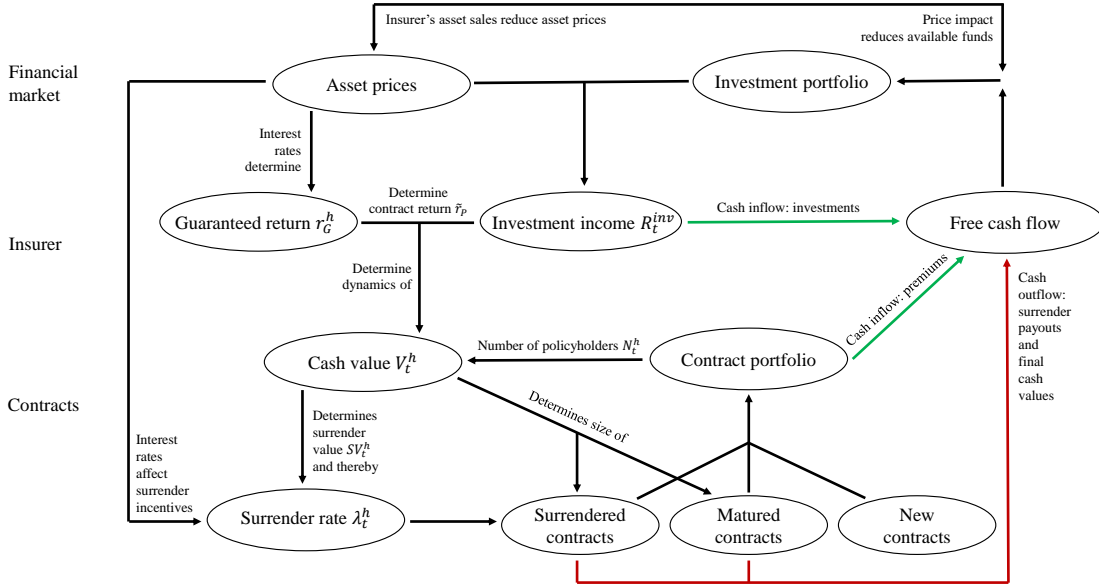 Insurer's asset sales reduce asset prices
Price impact
reduces available funds
Financial
market
Asset prices
Investment portfolio
Interest
rates
determine
Determine
contract return r̃_P
Guaranteed return r_G^h
Investment income R_t^inv
Cash inflow: investments
Free cash flow
Insurer
Determine
dynamics of
Cash inflow: premiums
Cash
outflow:
surrender
payouts
and
final
cash
values
Cash value V_t^h
Number of policyholders N_t^h
Contract portfolio
Contracts
Determines
surrender
value SV_t^h
and thereby
Determines size of
Interest
rates
affect
surrender
incentives
Surrender rate λ_t^h
Surrendered
contracts
Matured
contracts
New
contracts